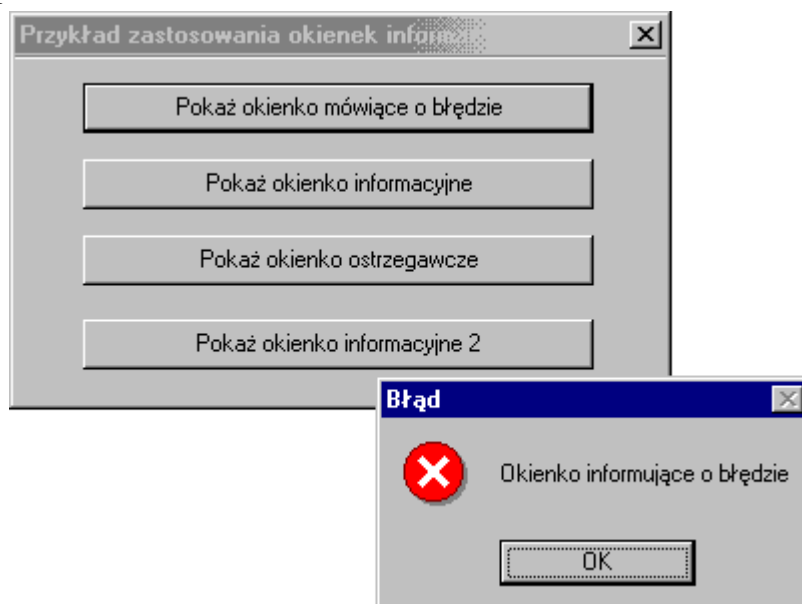 Przykład zastosowania okienek
Pokaż okienko mówiące o błędzie
Pokaż okienko informacyjne
Pokaż okienko ostrzegawcze
Pokaż okienko informacyjne 2
Błąd
Okienko informujące o błędzie
OK